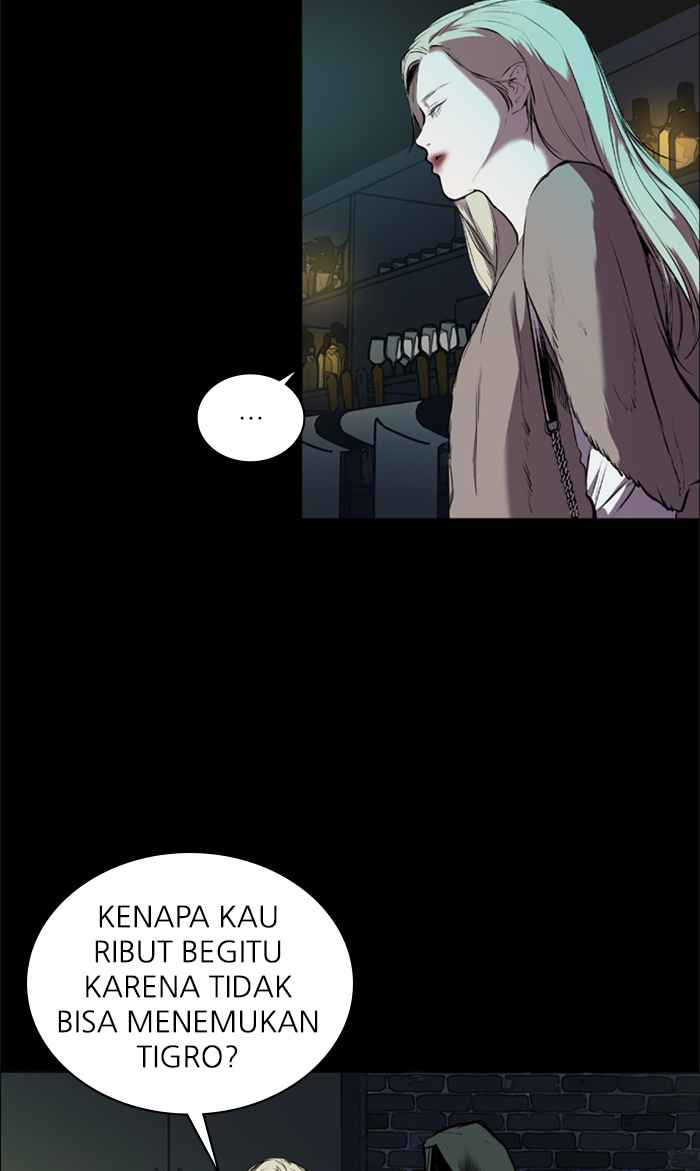 ...
KENAPA KAU
RIBUT BEGITU
KARENA TIDAK
BISA MENEMUKAN
TIGRO?